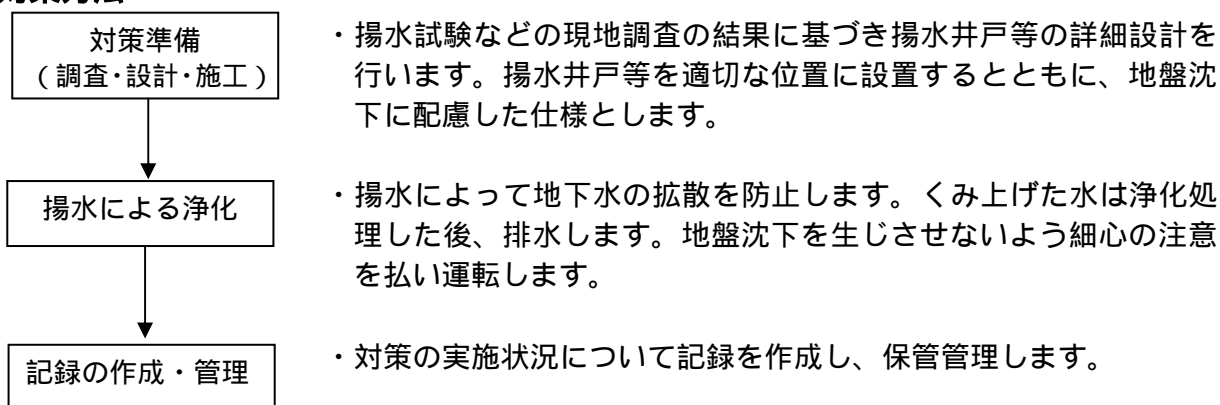 対策準備
（調査・設計・施工）
・揚水試験などの現地調査の結果に基づき揚水井戸等の詳細設計を
行います。揚水井戸等を適切な位置に設置するとともに、地盤沈
下に配慮した仕様とします。
揚水による浄化
・揚水によって地下水の拡散を防止します。くみ上げた水は浄化処
理した後、排水します。地盤沈下を生じさせないよう細心の注意
を払い運転します。
記録の作成・管理
・対策の実施状況について記録を作成し、保管管理します。